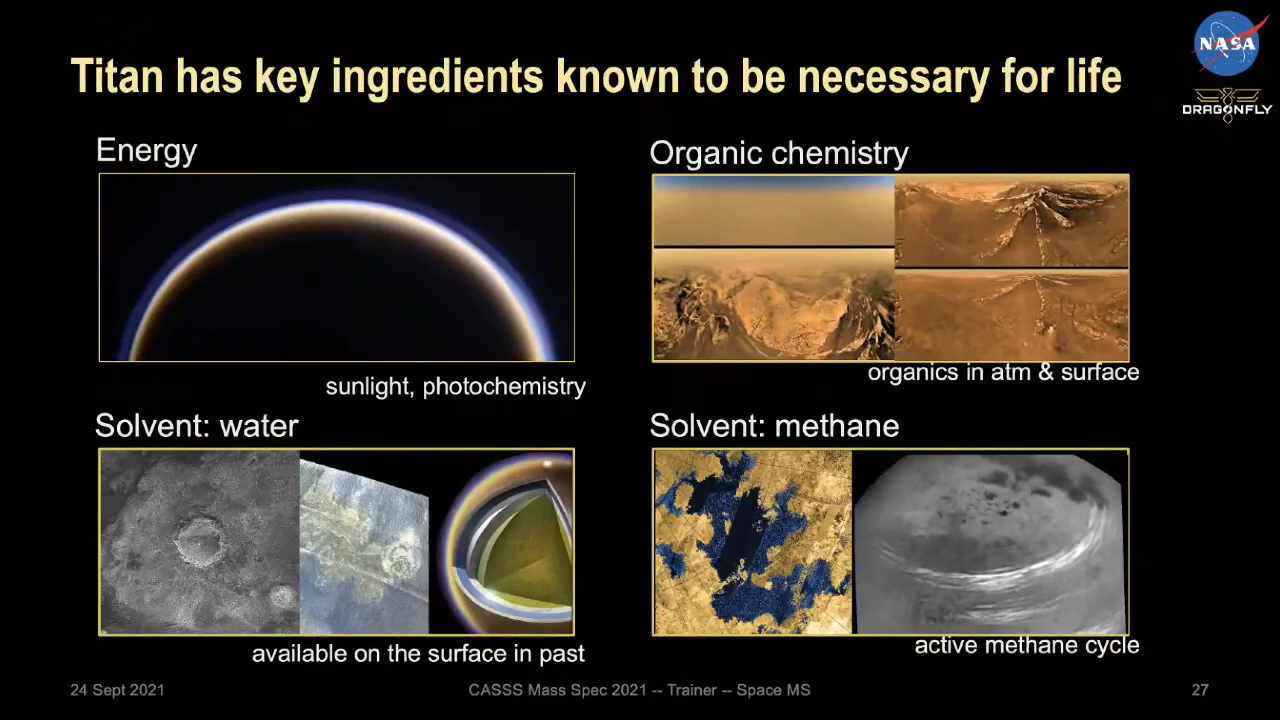 Titan has key ingredients known to be necessary for life
NASA
DRAGONFLY
Energy
sunlight, photochemistry
Organic chemistry
organics in atm & surface
Solvent: water
available on the surface in past
Solvent: methane
active methane cycle
24 Sept 2021
CASSS Mass Spec 2021 -- Trainer -- Space MS
27